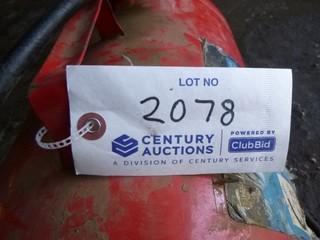 LOT NO
2078
CENTURY AUCTIONS
POWERED BY
ClubBid
A DIVISION OF CENTURY SERVICES